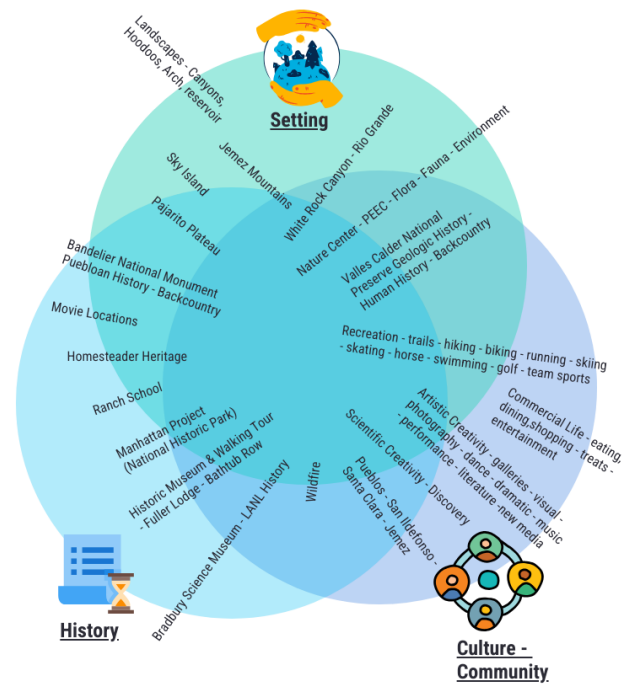 Landscapes - Canyons,
Hoodoos, Arch, reservoir
Setting
Jemez Mountains
White Rock Canyon - Rio Grande
Sky Island
Nature Center - PEEC - Flora - Fauna - Environment
Pajarito Plateau
Valles Calder National
Preserve Geologic History -
Human History - Backcountry
Bandelier National Monument
Puebloan History - Backcountry
Movie Locations
Recreation - trails - hiking - biking - running - skiing
- skating - horse - swimming - golf - team sports
Homesteader Heritage
Ranch School
Commercial Life - eating,
dining,shopping - treats -
entertainment
Artistic Creativity - galleries - visual -
photography - dance - dramatic - music
- performance - literature -new media
Manhattan Project
(National Historic Park)
Scientific Creativity - Discovery
Historic Museum & Walking Tour
- Fuller Lodge - Bathtub Row
Wildfire
Pueblos - San Ildefonso -
Santa Clara - Jemez
Bradbury Science Museum - LANL History
History
Culture -
Community